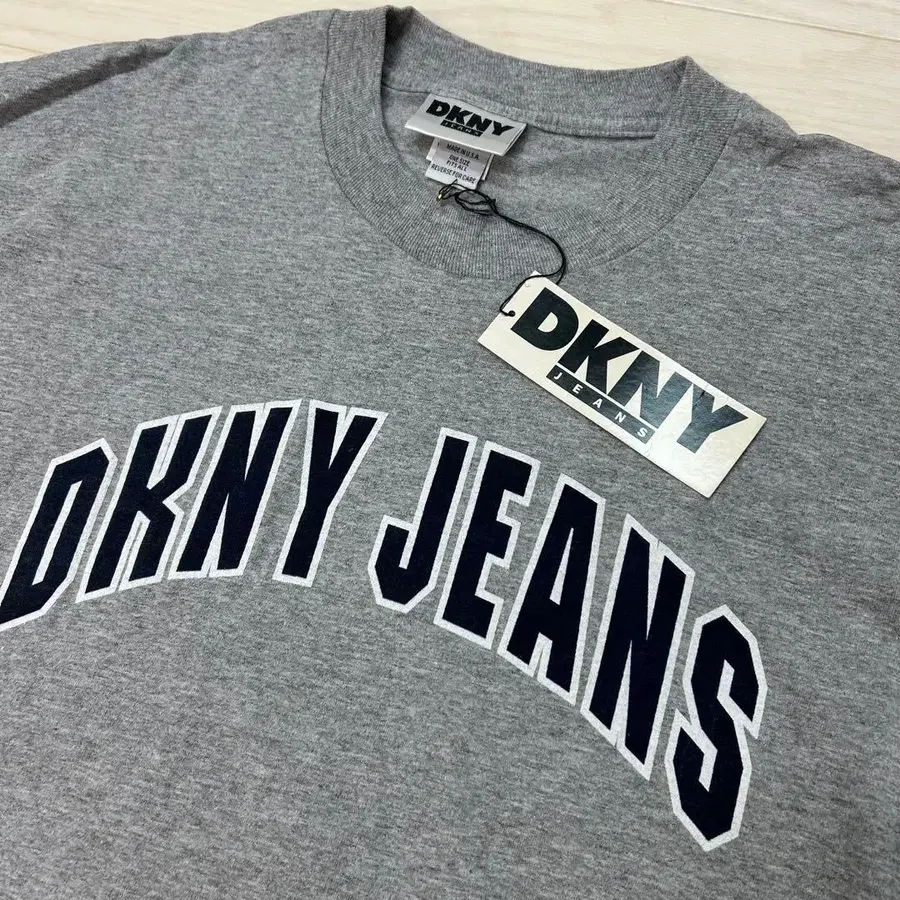 DKNY
JEANS
MADE IN U.S.A
ONE SIZE
FITS ALL
REVERSE FOR CARE
DKNY
JEANS
DKNY JEANS